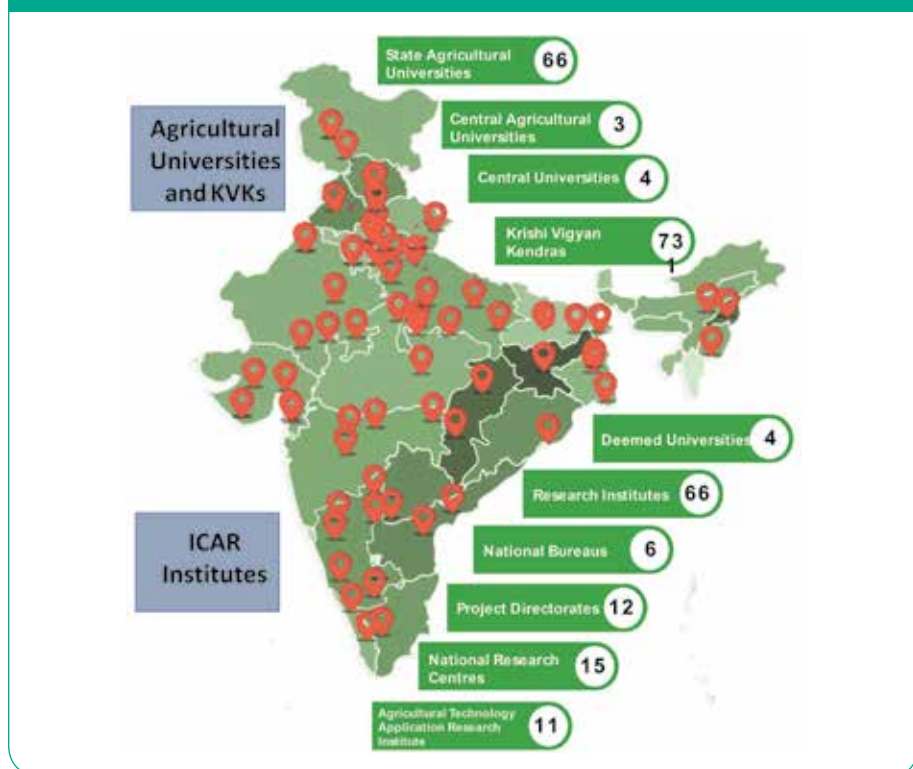 State Agricultural
Universities
66
Agricultural
Universities
and KVKs
Central Agricultural
Universities
3
Central Universities
4
Krishi Vigyan
Kendras
73
1
Deemed Universities
4
Research Institutes
66
ICAR
Institutes
National Bureaus
6
Project Directorates
12
National Research
Centres
15
Agricultural Technology
Application Research
Institute
11